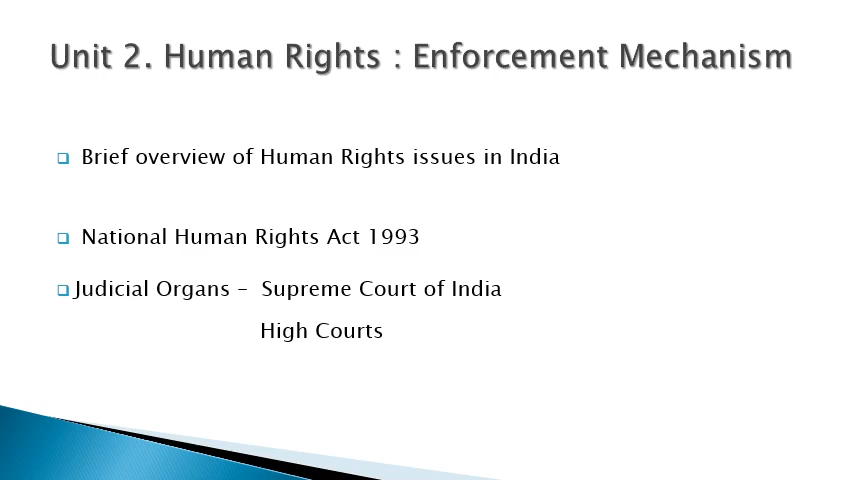 Unit 2. Human Rights : Enforcement Mechanism
Brief overview of Human Rights issues in India
National Human Rights Act 1993
Judicial Organs – Supreme Court of India
High Courts